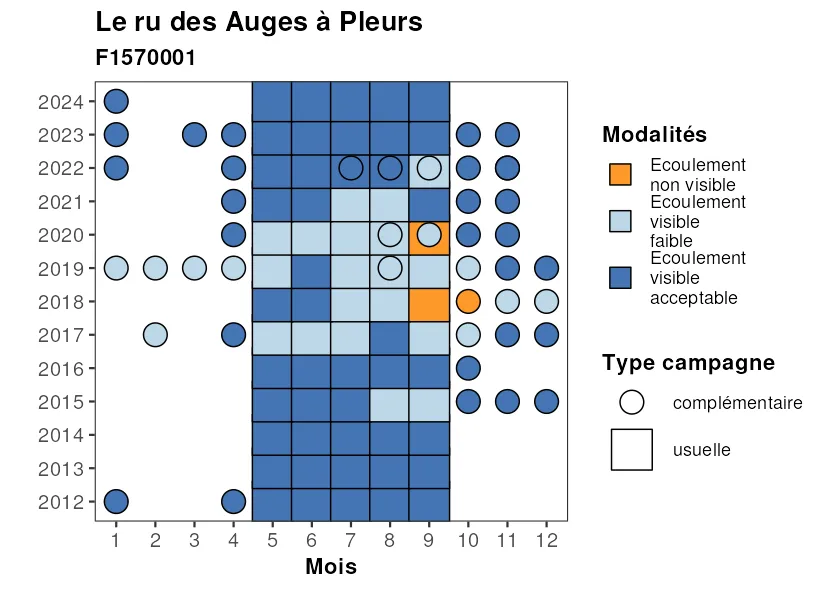 Le ru des Auges à Pleurs
F1570001
2024
2023
2022
2021
2020
2019
2018
2017
2016
2015
2014
2013
2012
1 2 3 4 5 6 7 8 9 10 11 12
Mois
Modalités
Ecoulement
non visible
Ecoulement
visible
faible
Ecoulement
visible
acceptable
Type campagne
complémentaire
usuelle